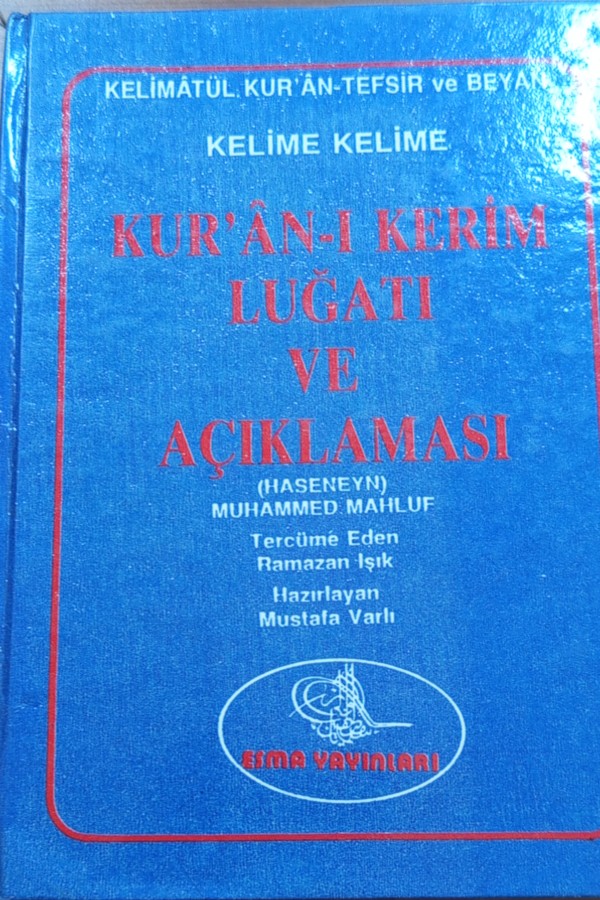 KELİMÂTÜL KUR'ÂN-TEFSİR ve BEYAN
KELİME KELİME
KUR'ÂN-I KERİM
LUĞATI
VE
AÇIKLAMASI
(HASENEYN)
MUHAMMED MAHLUF
Tercüme Eden
Ramazan Işık
Hazırlayan
Mustafa Varlı
ESMA YAYINLARI